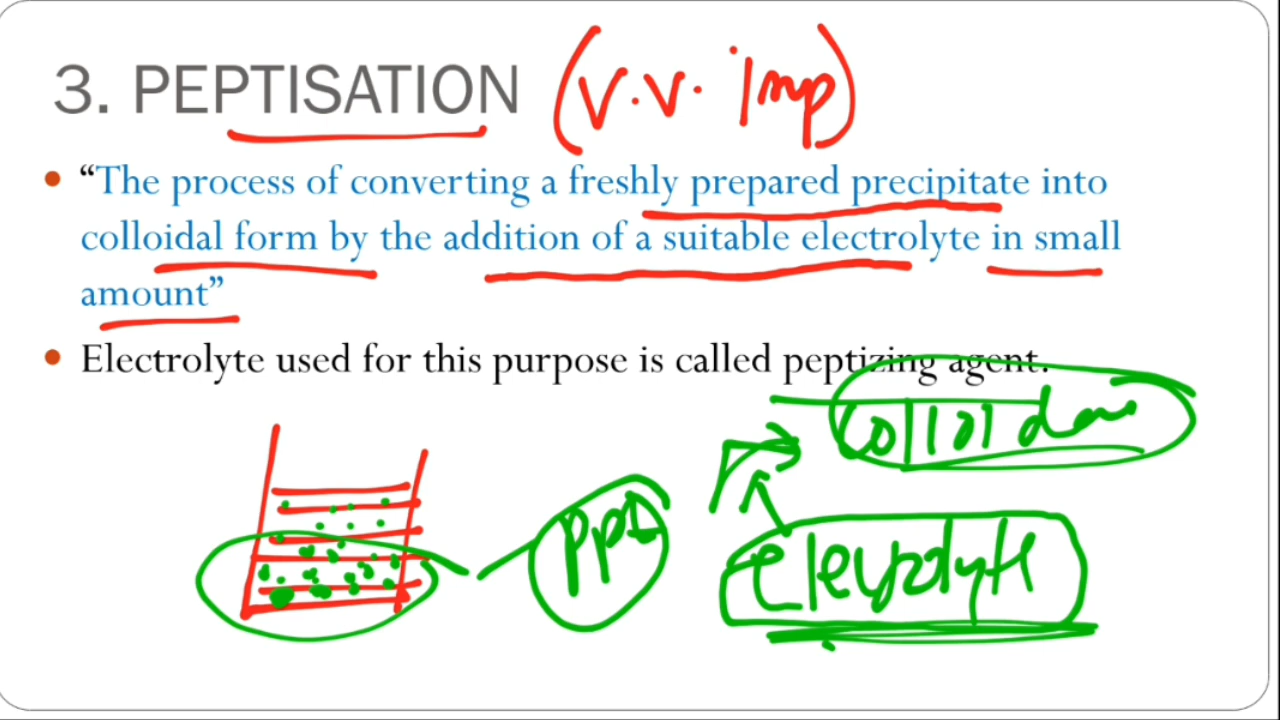 3. PEPTISATION (V.V. Imp)
• “The process of converting a freshly prepared precipitate into
colloidal form by the addition of a suitable electrolyte in small
amount”
• Electrolyte used for this purpose is called peptizing agent.
ppt
electrolyte